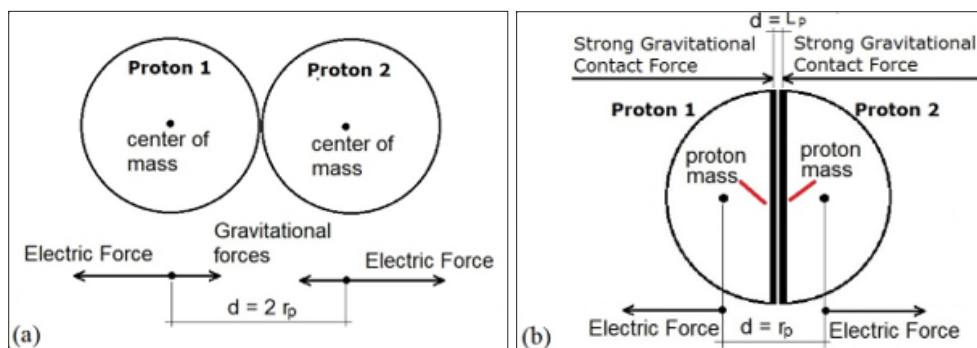 Proton 1
Proton 2
center of
mass
center of
mass
Gravitational
forces
Electric Force
Electric Force
d = 2 rp
(a)
d = Lp
Strong Gravitational
Contact Force
Strong Gravitational
Contact Force
Proton 1
Proton 2
proton
mass
proton
mass
Electric Force
d = rp
Electric Force
(b)